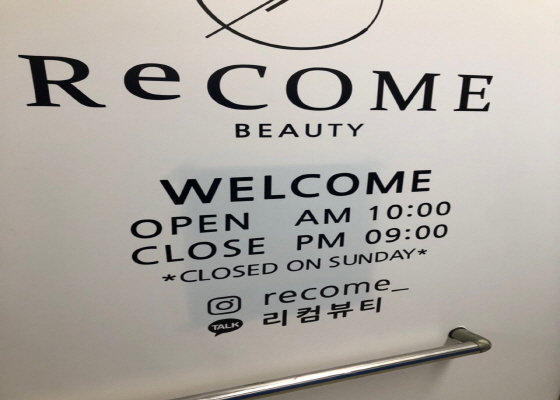 ReCOME
BEAUTY
WELCOME
OPEN AM 10:00
CLOSE PM 09:00
*CLOSED ON SUNDAY*
recome_
TALK 리컴뷰티